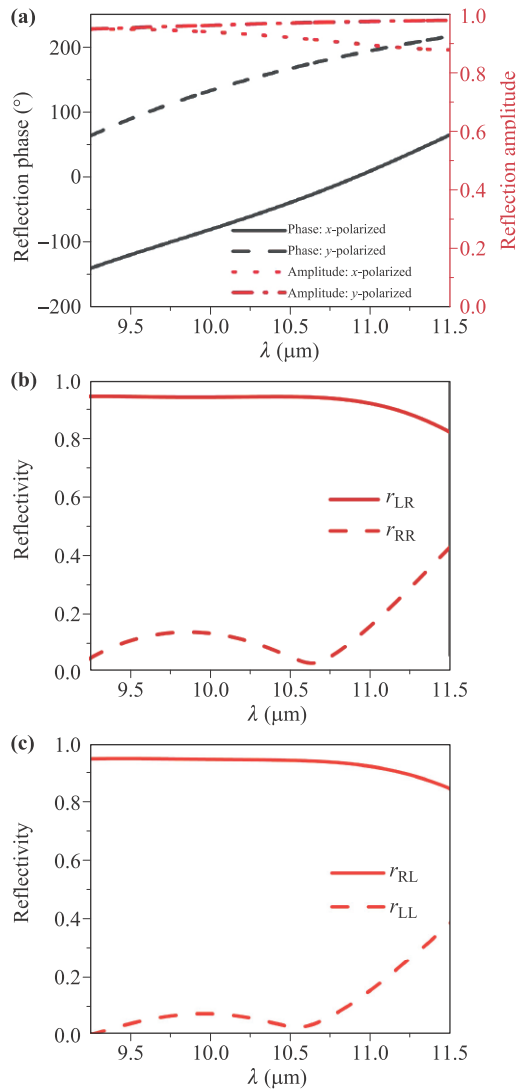 (a)
200
100
0
−100
−200
Reflection phase (°)
1.0
0.8
0.6
0.4
0.2
0.0
Reflection amplitude
Phase: x-polarized
Phase: y-polarized
Amplitude: x-polarized
Amplitude: y-polarized
9.5 10.0 10.5 11.0 11.5
λ (μm)
(b)
1.0
0.8
0.6
0.4
0.2
0.0
Reflectivity
rLR
rRR
9.5 10.0 10.5 11.0 11.5
λ (μm)
(c)
1.0
0.8
0.6
0.4
0.2
0.0
Reflectivity
rRL
rLL
9.5 10.0 10.5 11.0 11.5
λ (μm)